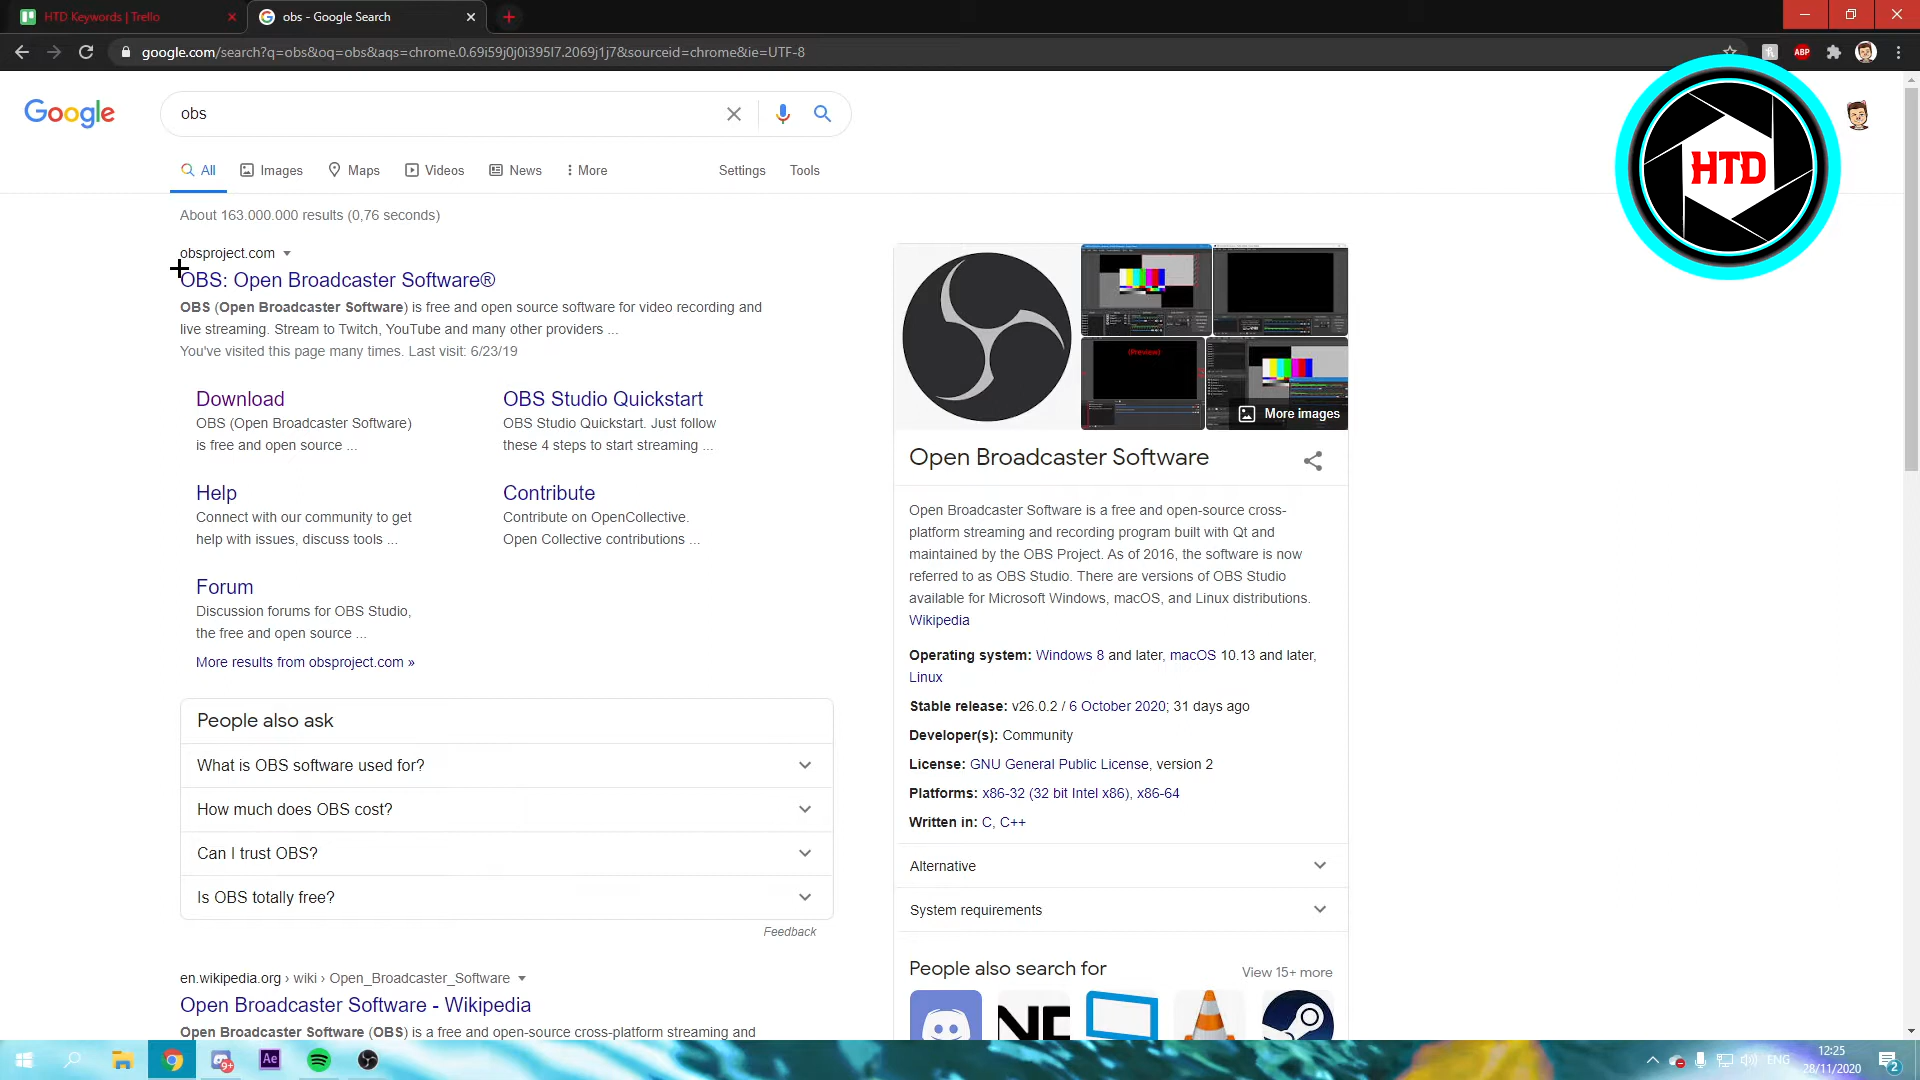 HTD Keywords | Trello
obs - Google Search
google.com/search?q=obs&oq=obs&aqs=chrome.0.69i59j0j0i395l7.2069j1j7&sourceid=chrome&ie=UTF-8
ABP
Google
obs
HTD
All
Images
Maps
Videos
News
More
Settings
Tools
About 163.000.000 results (0,76 seconds)
obsproject.com
OBS: Open Broadcaster Software®
OBS (Open Broadcaster Software) is free and open source software for video recording and
live streaming. Stream to Twitch, YouTube and many other providers ...
You've visited this page many times. Last visit: 6/23/19
Download
OBS (Open Broadcaster Software)
is free and open source ...
OBS Studio Quickstart
OBS Studio Quickstart. Just follow
these 4 steps to start streaming ...
Help
Connect with our community to get
help with issues, discuss tools ...
Contribute
Contribute on OpenCollective.
Open Collective contributions ...
Forum
Discussion forums for OBS Studio,
the free and open source ...
More results from obsproject.com »
People also ask
What is OBS software used for?
How much does OBS cost?
Can I trust OBS?
Is OBS totally free?
Feedback
en.wikipedia.org › wiki › Open_Broadcaster_Software
Open Broadcaster Software - Wikipedia
Open Broadcaster Software (OBS) is a free and open-source cross-platform streaming and
(Preview)
More images
Open Broadcaster Software
Open Broadcaster Software is a free and open-source cross-
platform streaming and recording program built with Qt and
maintained by the OBS Project. As of 2016, the software is now
referred to as OBS Studio. There are versions of OBS Studio
available for Microsoft Windows, macOS, and Linux distributions.
Wikipedia
Operating system: Windows 8 and later, macOS 10.13 and later,
Linux
Stable release: v26.0.2 / 6 October 2020; 31 days ago
Developer(s): Community
License: GNU General Public License, version 2
Platforms: x86-32 (32 bit Intel x86), x86-64
Written in: C, C++
Alternative
System requirements
People also search for
View 15+ more
9+
Ae
ENG
12:25
28/11/2020
2